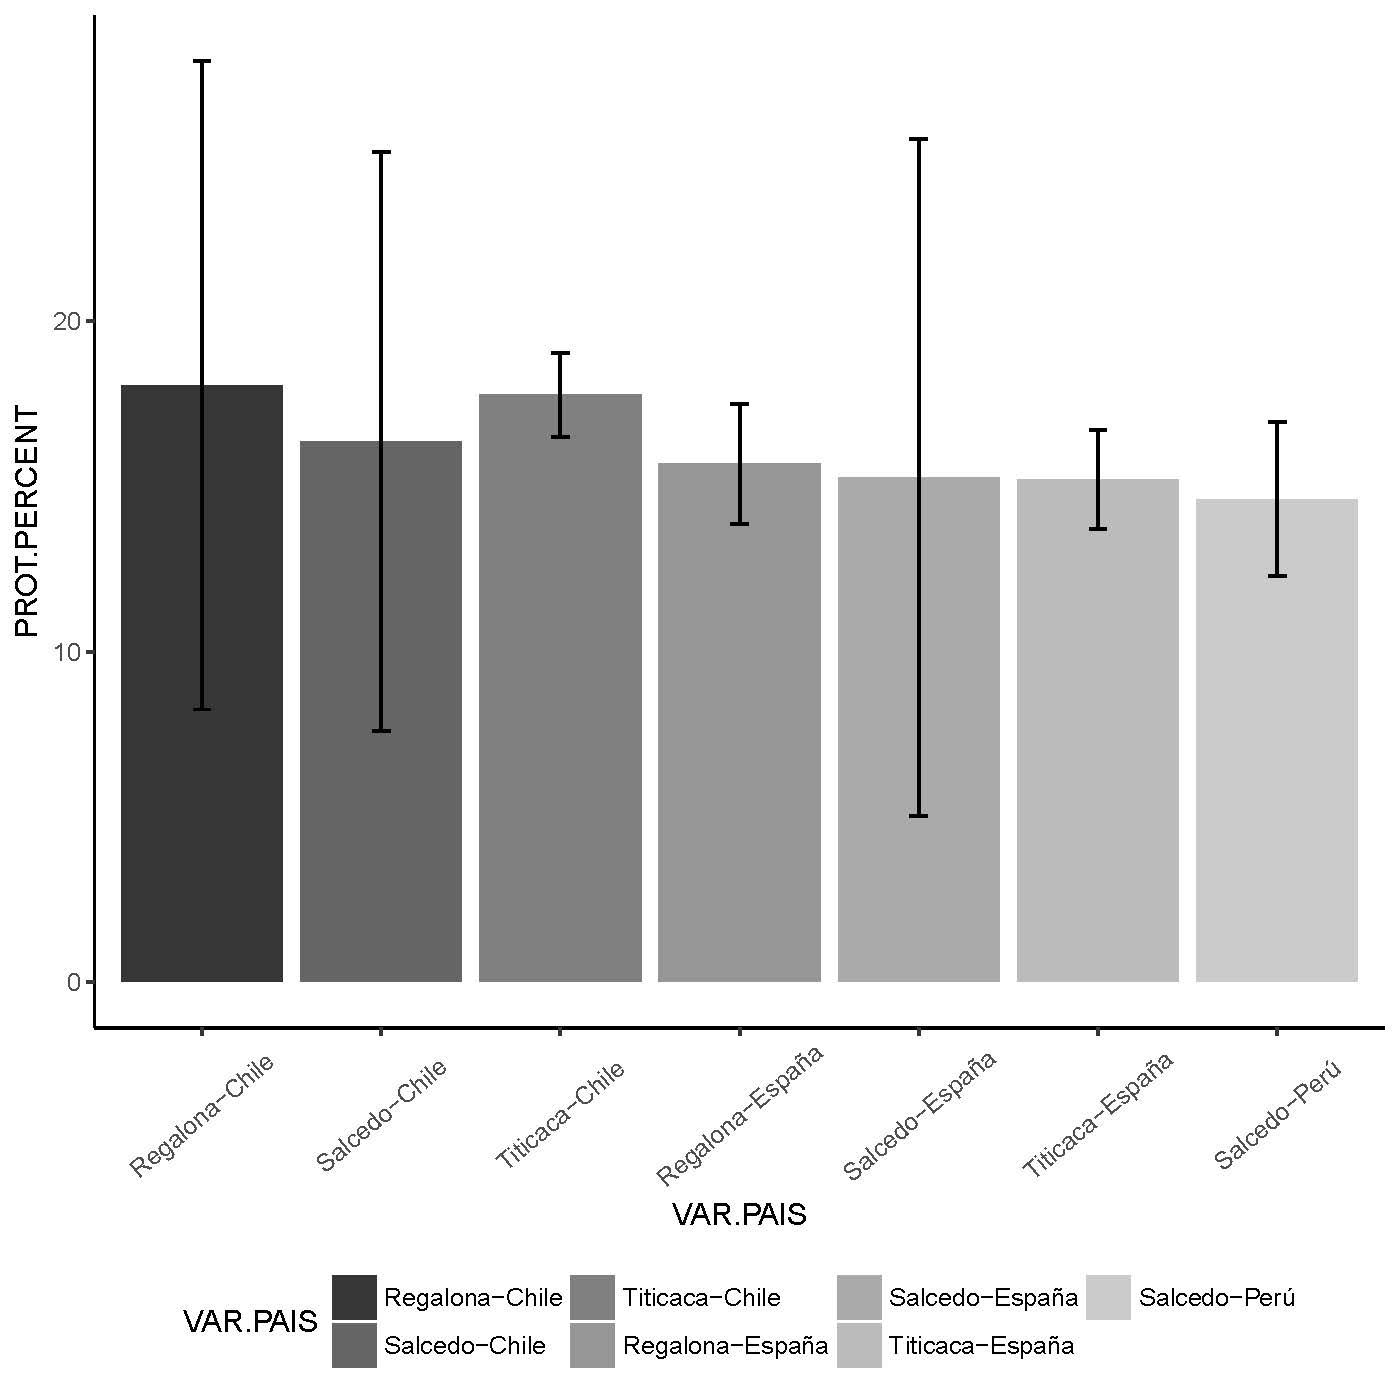 PROT.PERCENT
20
10
0
Regalona−Chile
Salcedo−Chile
Titicaca−Chile
Regalona−España
Salcedo−España
Titicaca−España
Salcedo−Perú
VAR.PAIS
VAR.PAIS
Regalona−Chile
Titicaca−Chile
Salcedo−España
Salcedo−Perú
Salcedo−Chile
Regalona−España
Titicaca−España